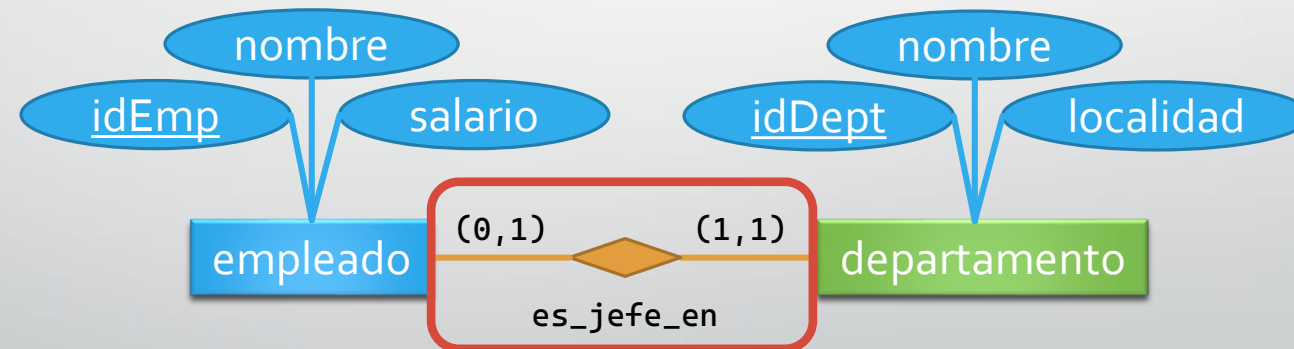 nombre
idEmp
salario
nombre
idDept
localidad
empleado
(0,1)
(1,1)
departamento
es_jefe_en